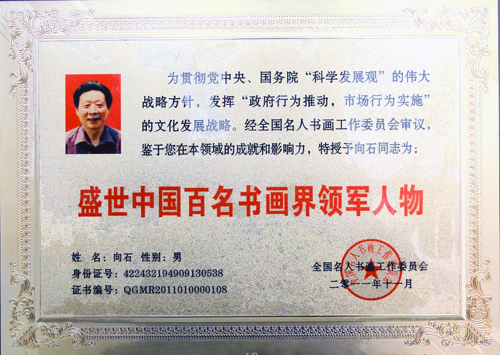 为贯彻党中央、国务院“科学发展观”的伟大
战略方针，发挥“政府行为推动，市场行为实施”
的文化发展战略。经全国名人书画工作委员会审议，
鉴于您在本领域的成就和影响力，特授予向石同志为：
盛世中国百名书画界领军人物
姓 名：向石 性别：男
身份证号：422432194909130538
证书编号：QGMR2011010000108
全国名人书画工作委员会
二〇一一年十一月